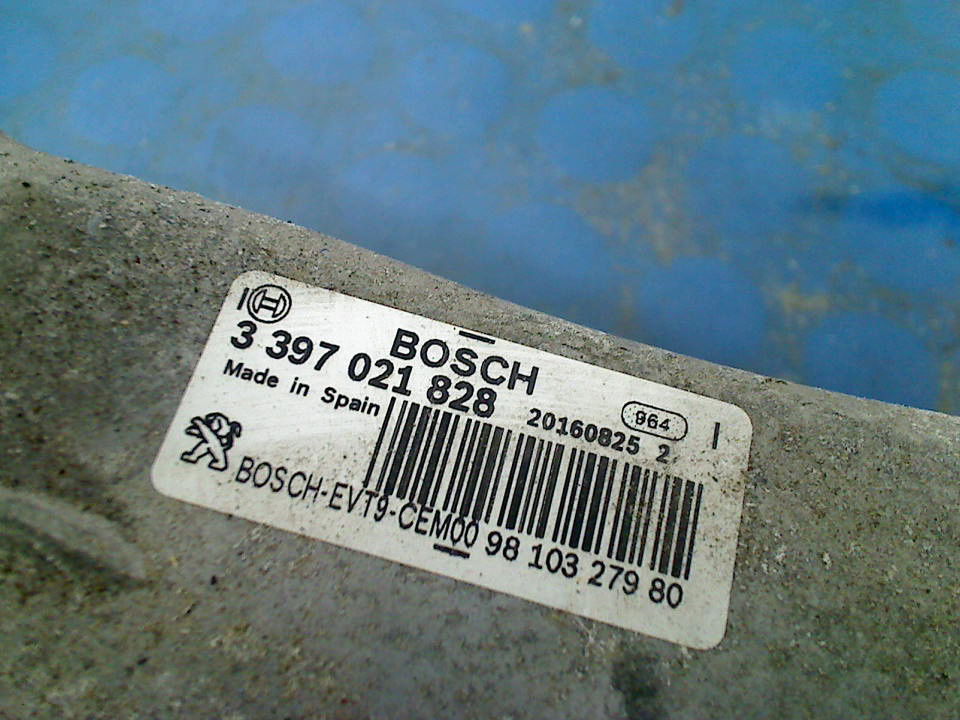 BOSCH
3 397 021 828
Made in Spain
20160825 2
964
BOSCH-EVT9-CEM00 98 103 279 80